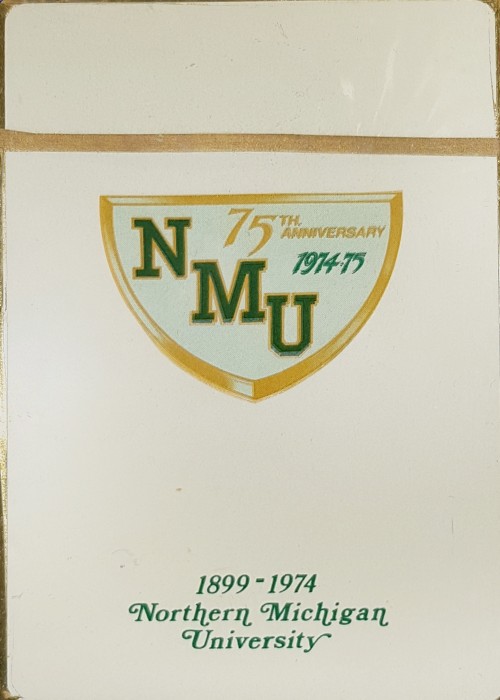 75TH. ANNIVERSARY
1974-75
NMU
1899-1974
Northern Michigan
University